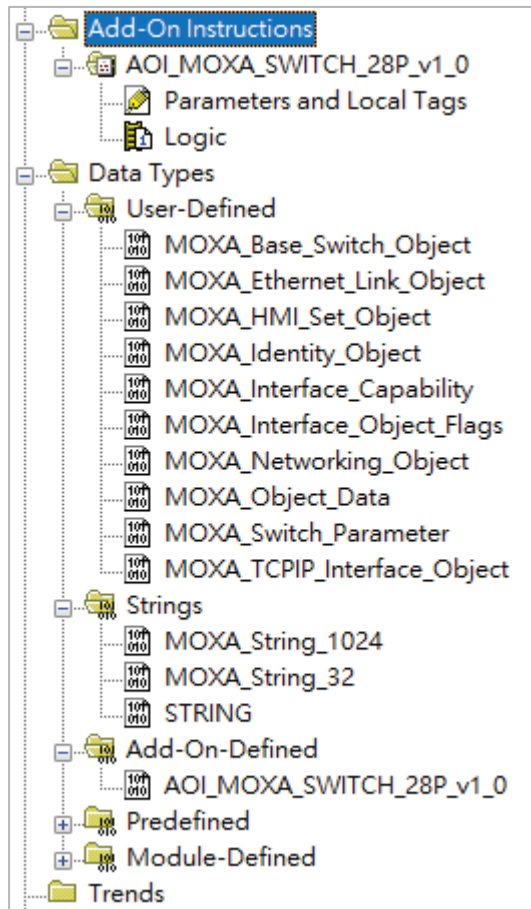 Add-On Instructions
AOI_MOXA_SWITCH_28P_v1_0
Parameters and Local Tags
Logic
Data Types
User-Defined
MOXA_Base_Switch_Object
MOXA_Ethernet_Link_Object
MOXA_HMI_Set_Object
MOXA_Identity_Object
MOXA_Interface_Capability
MOXA_Interface_Object_Flags
MOXA_Networking_Object
MOXA_Object_Data
MOXA_Switch_Parameter
MOXA_TCPIP_Interface_Object
Strings
MOXA_String_1024
MOXA_String_32
STRING
Add-On-Defined
AOI_MOXA_SWITCH_28P_v1_0
Predefined
Module-Defined
Trends